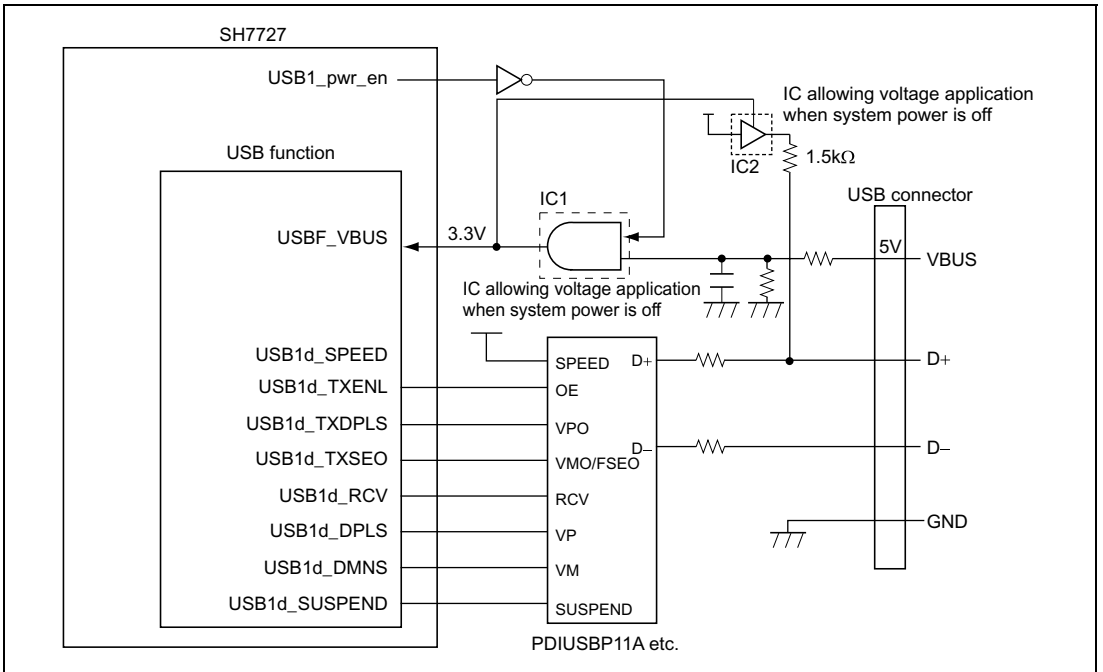 SH7727
USB1_pwr_en
IC allowing voltage application
when system power is off
IC2
1.5kΩ
USB function
IC1
USB connector
USBF_VBUS
3.3V
5V
VBUS
IC allowing voltage application
when system power is off
USB1d_SPEED
SPEED
D+
D+
USB1d_TXENL
OE
USB1d_TXDPLS
VPO
USB1d_TXSEO
VMO/FSEO
D−
D−
USB1d_RCV
RCV
USB1d_DPLS
VP
GND
USB1d_DMNS
VM
USB1d_SUSPEND
SUSPEND
PDIUSBP11A etc.